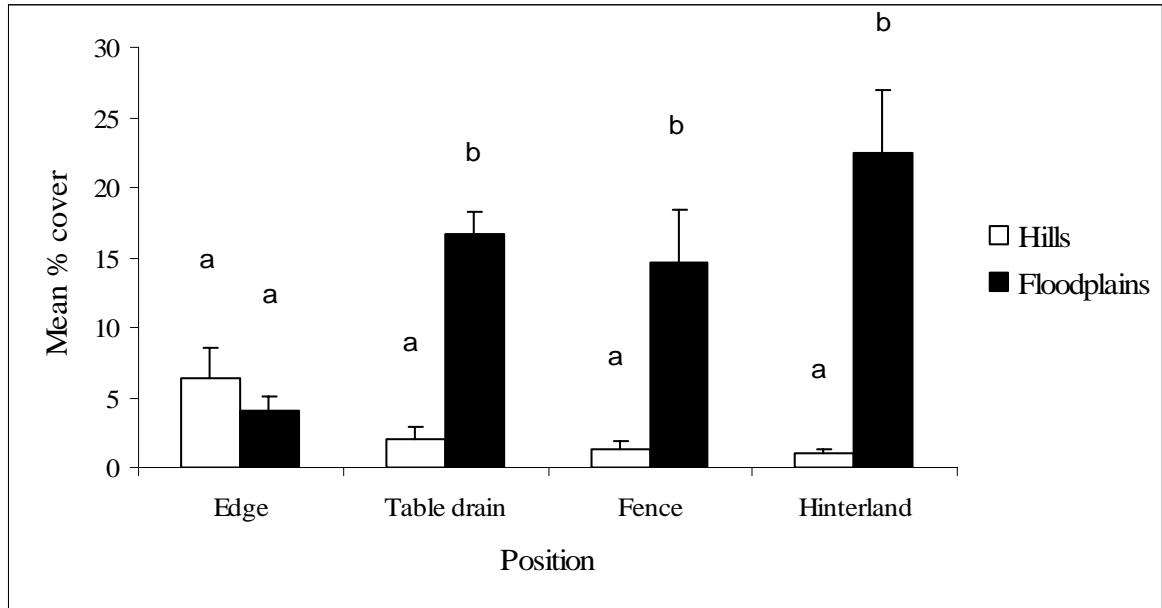 b
30
25
b
b
20
Mean % cover
15
a
a
10
a
a
a
5
0
Hills
Floodplains
Edge Table drain Fence Hinterland
Position